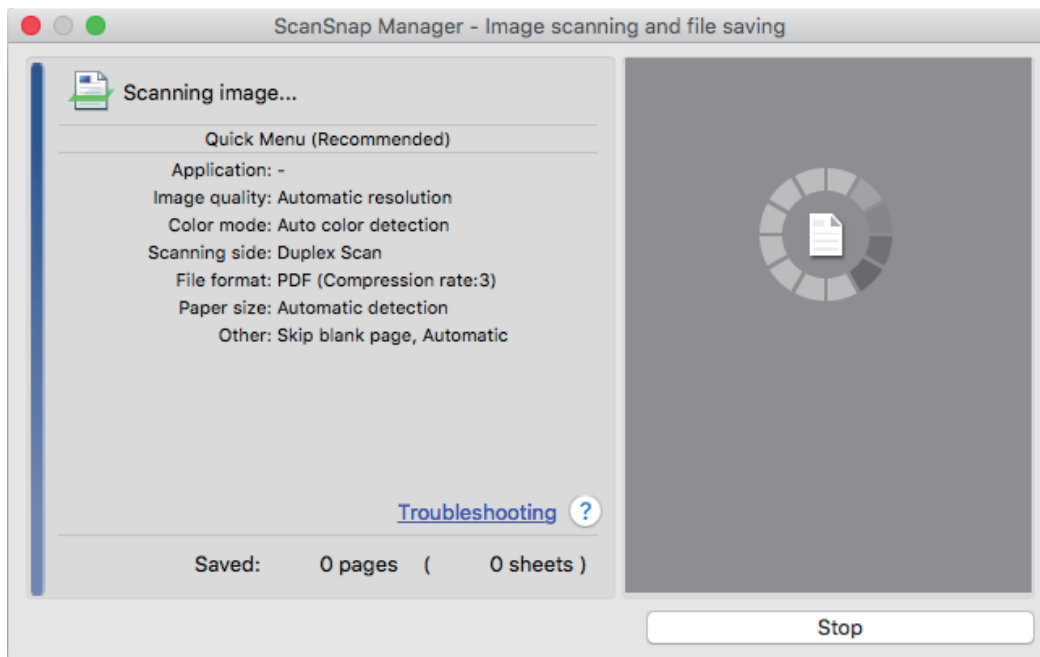 ScanSnap Manager - Image scanning and file saving
Scanning image...
Quick Menu (Recommended)
Application: -
Image quality: Automatic resolution
Color mode: Auto color detection
Scanning side: Duplex Scan
File format: PDF (Compression rate:3)
Paper size: Automatic detection
Other: Skip blank page, Automatic
Troubleshooting ?
Saved: 0 pages ( 0 sheets )
Stop